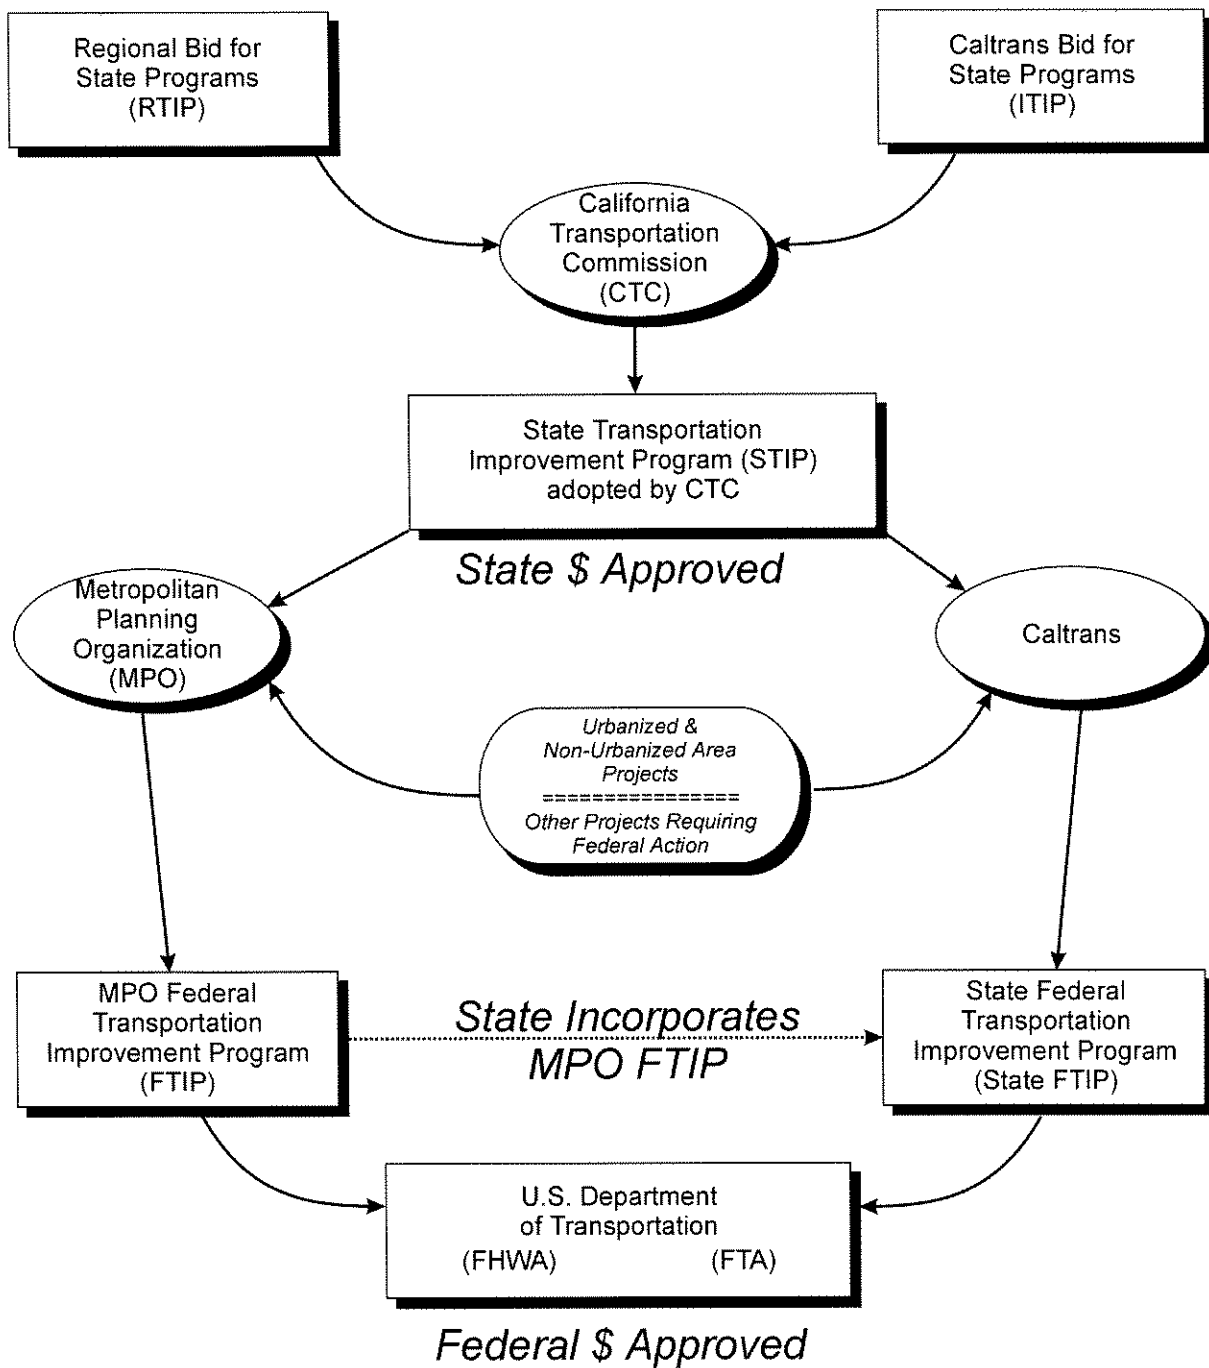 Regional Bid for
State Programs
(RTIP)
Caltrans Bid for
State Programs
(ITIP)
California
Transportation
Commission
(CTC)
State Transportation
Improvement Program (STIP)
adopted by CTC
State $ Approved
Metropolitan
Planning
Organization
(MPO)
Caltrans
Urbanized &
Non-Urbanized Area
Projects
================
Other Projects Requiring
Federal Action
MPO Federal
Transportation
Improvement Program
(FTIP)
State Incorporates
MPO FTIP
State Federal
Transportation
Improvement Program
(State FTIP)
U.S. Department
of Transportation
(FHWA) (FTA)
Federal $ Approved